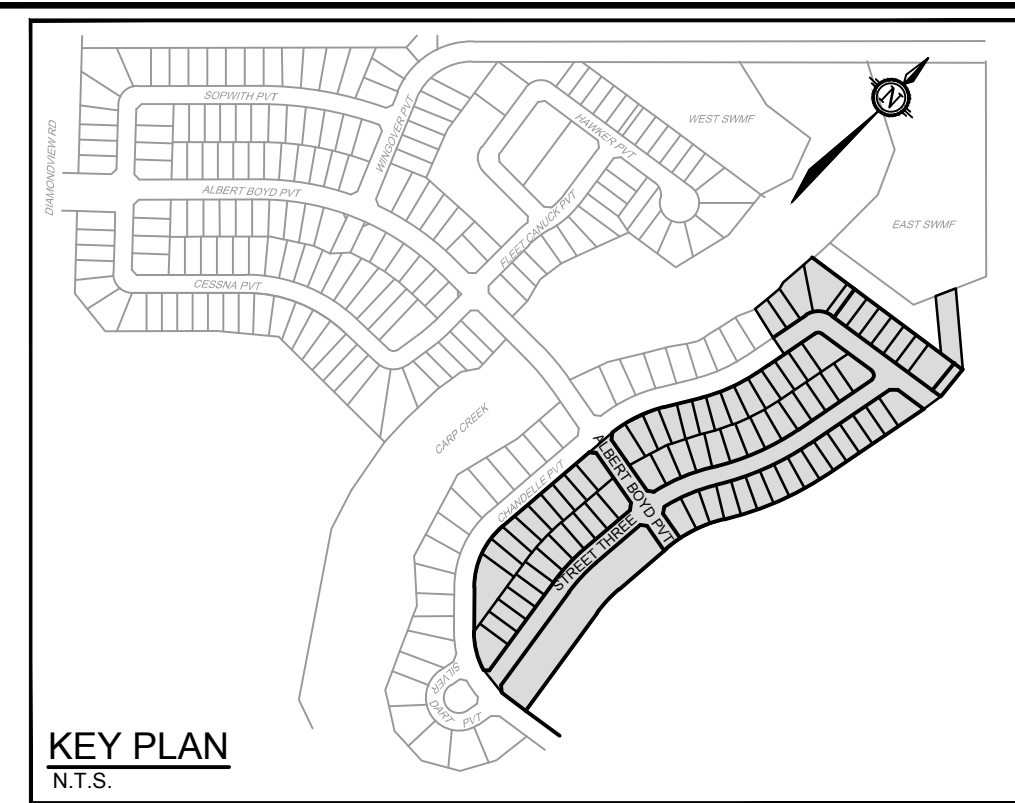 SOPWITH PVT
WINGOVER PVT
HAWKER PVT
WEST SWMF
N
DIAMONDVIEW RD
ALBERT BOYD PVT
FLEET CANUCK PVT
EAST SWMF
CESSNA PVT
CARP CREEK
CHANDELLE PVT
ALBERT BOYD PVT
STREET THREE
SILVER
DART
PVT
KEY PLAN
N.T.S.